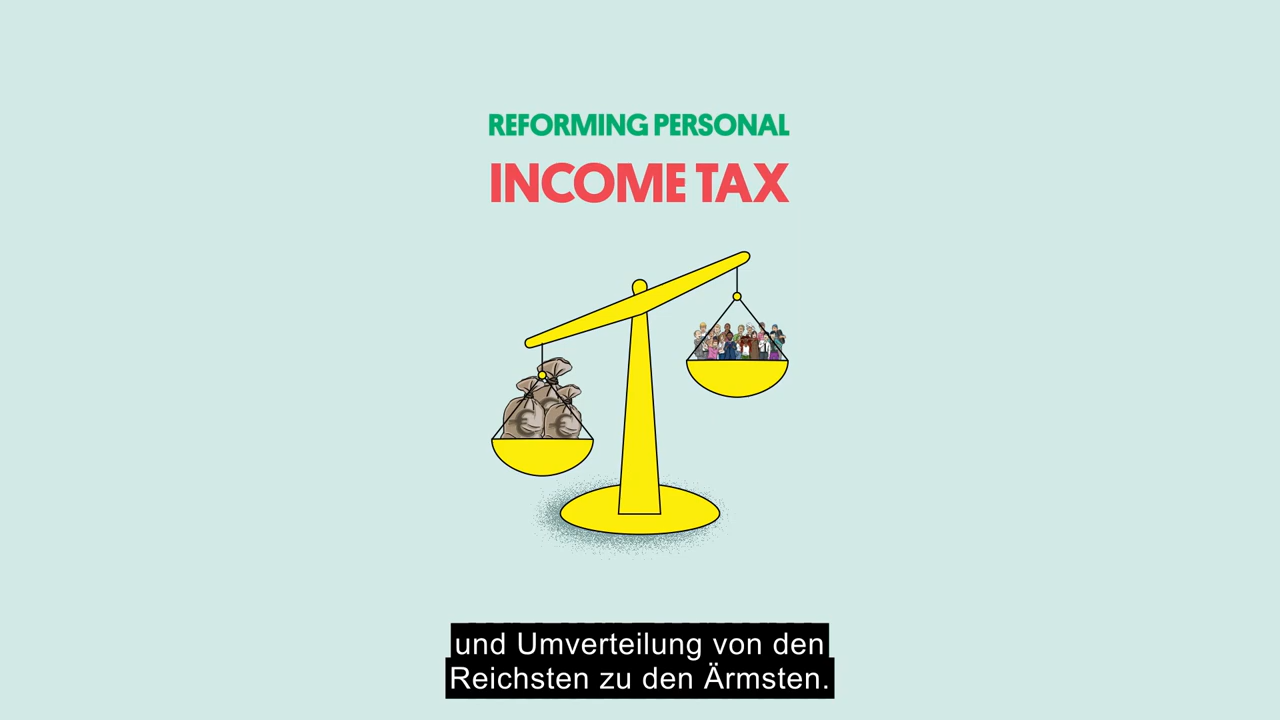 REFORMING PERSONAL
INCOME TAX
€
€
und Umverteilung von den
Reichsten zu den Ärmsten.